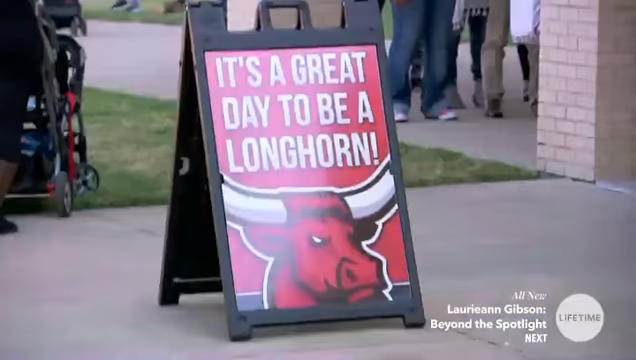 IT'S A GREAT
DAY TO BE A
LONGHORN!
All New
Laurieann Gibson:
Beyond the Spotlight
NEXT
LIFETIME